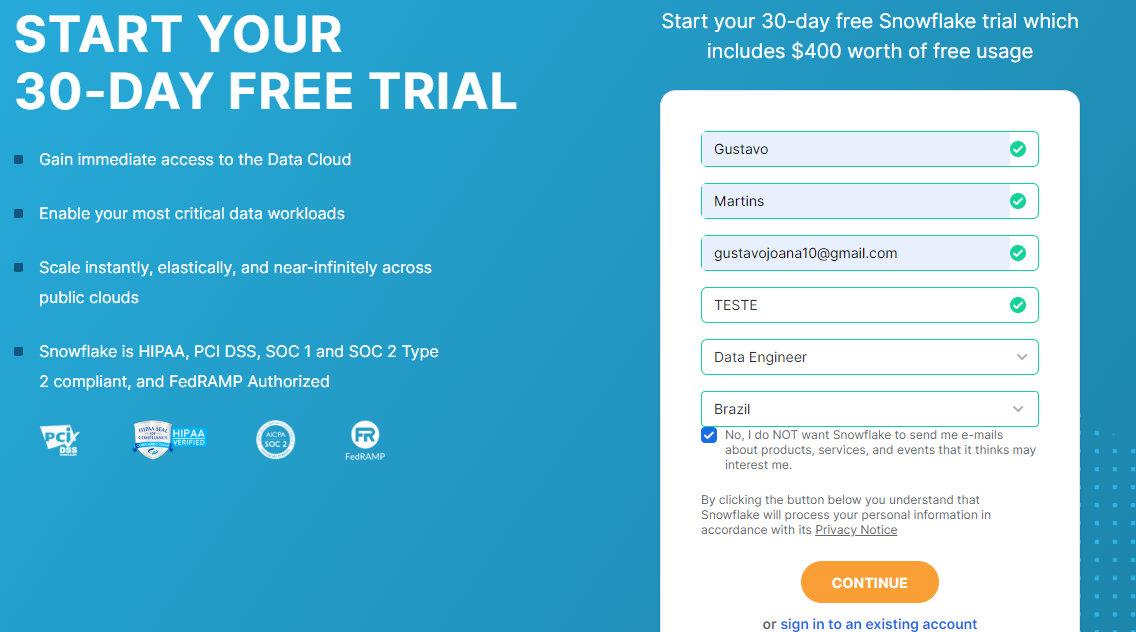 START YOUR
30-DAY FREE TRIAL
Gain immediate access to the Data Cloud
Enable your most critical data workloads
Scale instantly, elastically, and near-infinitely across
public clouds
Snowflake is HIPAA, PCI DSS, SOC 1 and SOC 2 Type
2 compliant, and FedRAMP Authorized
PCI
DSS
HIPAA SEAL
OF
COMPLIANCE
HIPAA
VERIFIED
AICPA
SOC 2
FR
FedRAMP
Start your 30-day free Snowflake trial which
includes $400 worth of free usage
Gustavo
Martins
gustavojoana10@gmail.com
TESTE
Data Engineer
Brazil
No, I do NOT want Snowflake to send me e-mails
about products, services, and events that it thinks may
interest me.
By clicking the button below you understand that
Snowflake will process your personal information in
accordance with its Privacy Notice
CONTINUE
or sign in to an existing account